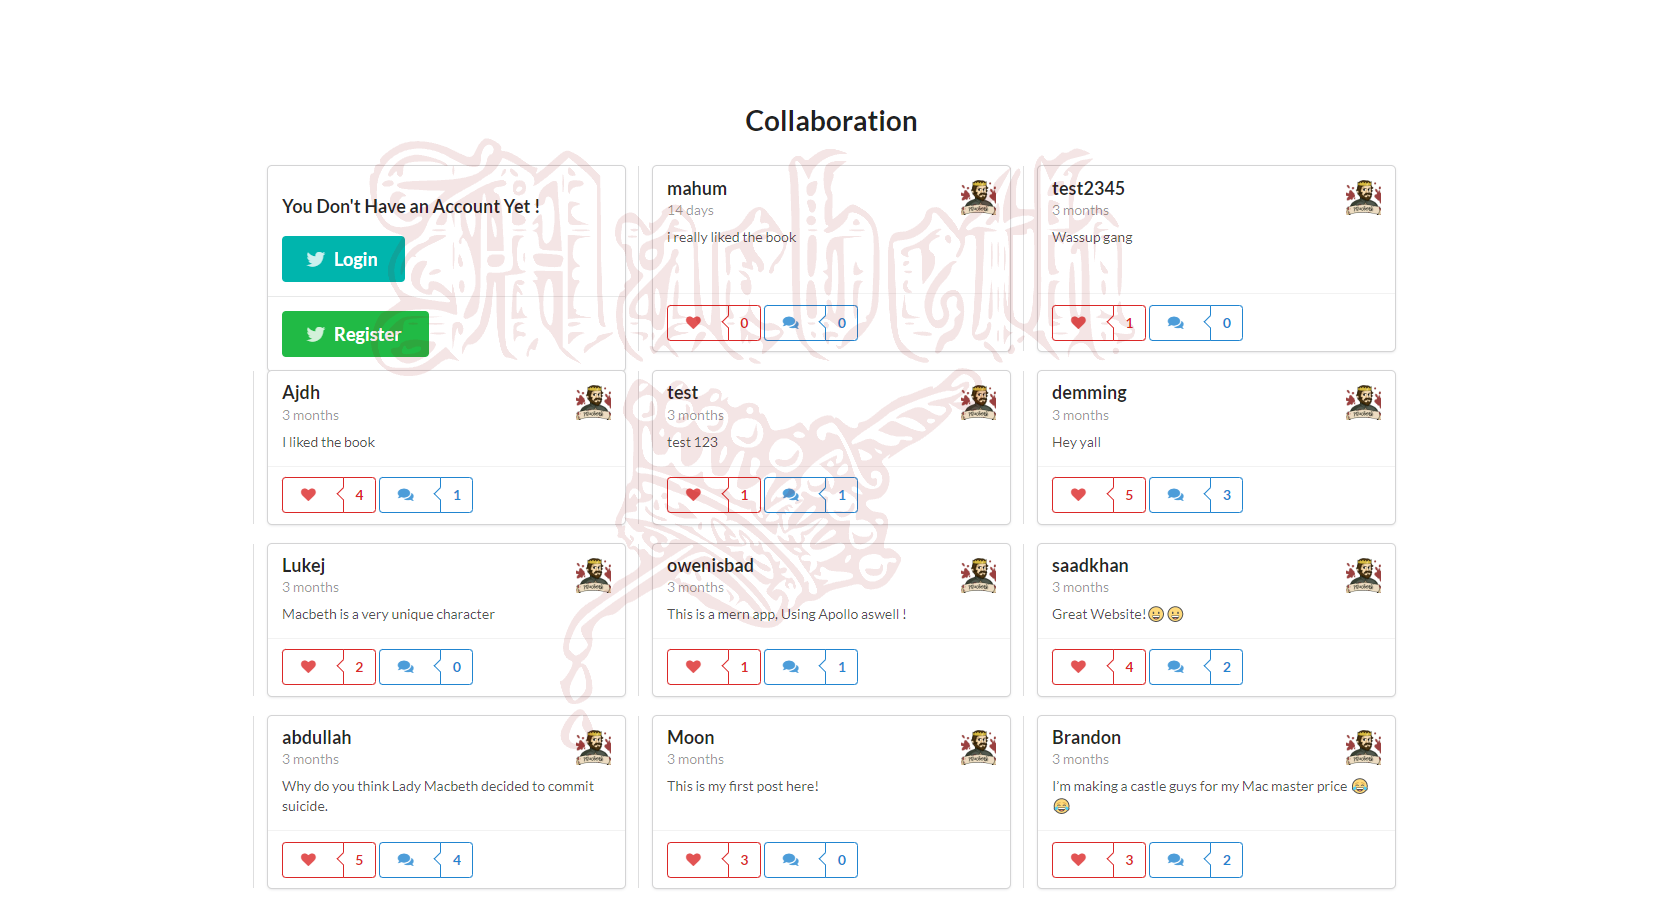 Collaboration
Macbeth
You Don't Have an Account Yet !
Login
Register
mahum
14 days
i really liked the book
0
0
test2345
3 months
Wassup gang
1
0
Ajdh
3 months
I liked the book
4
1
test
3 months
test 123
1
1
demming
3 months
Hey yall
5
3
Lukej
3 months
Macbeth is a very unique character
2
0
owenisbad
3 months
This is a mern app, Using Apollo aswell !
1
1
saadkhan
3 months
Great Website!😀 😀
4
2
abdullah
3 months
Why do you think Lady Macbeth decided to commit
suicide.
5
4
Moon
3 months
This is my first post here!
3
0
Brandon
3 months
I’m making a castle guys for my Mac master price 😂
😂
3
2